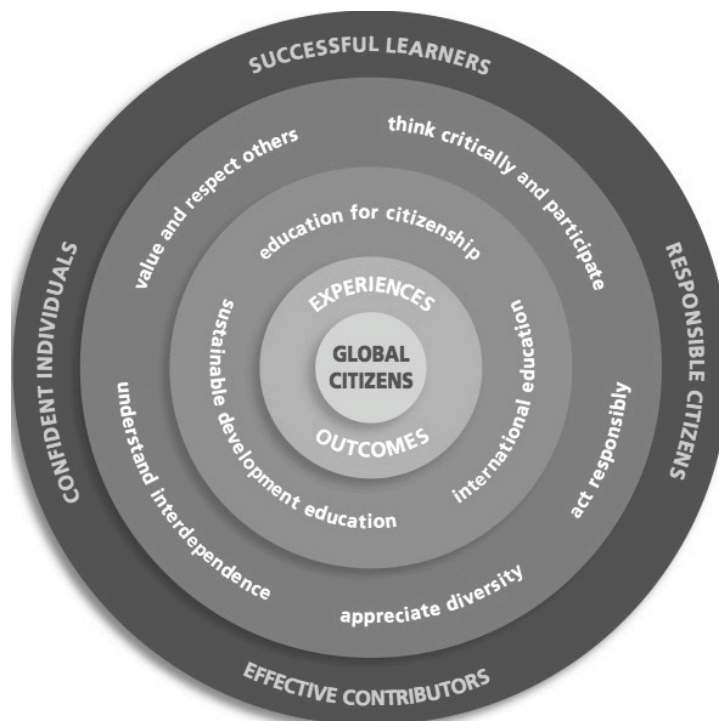 SUCCESSFUL LEARNERS
RESPONSIBLE CITIZENS
EFFECTIVE CONTRIBUTORS
CONFIDENT INDIVIDUALS
value and respect others
think critically and participate
act responsibly
appreciate diversity
understand interdependence
education for citizenship
international education
sustainable development education
EXPERIENCES
OUTCOMES
GLOBAL
CITIZENS